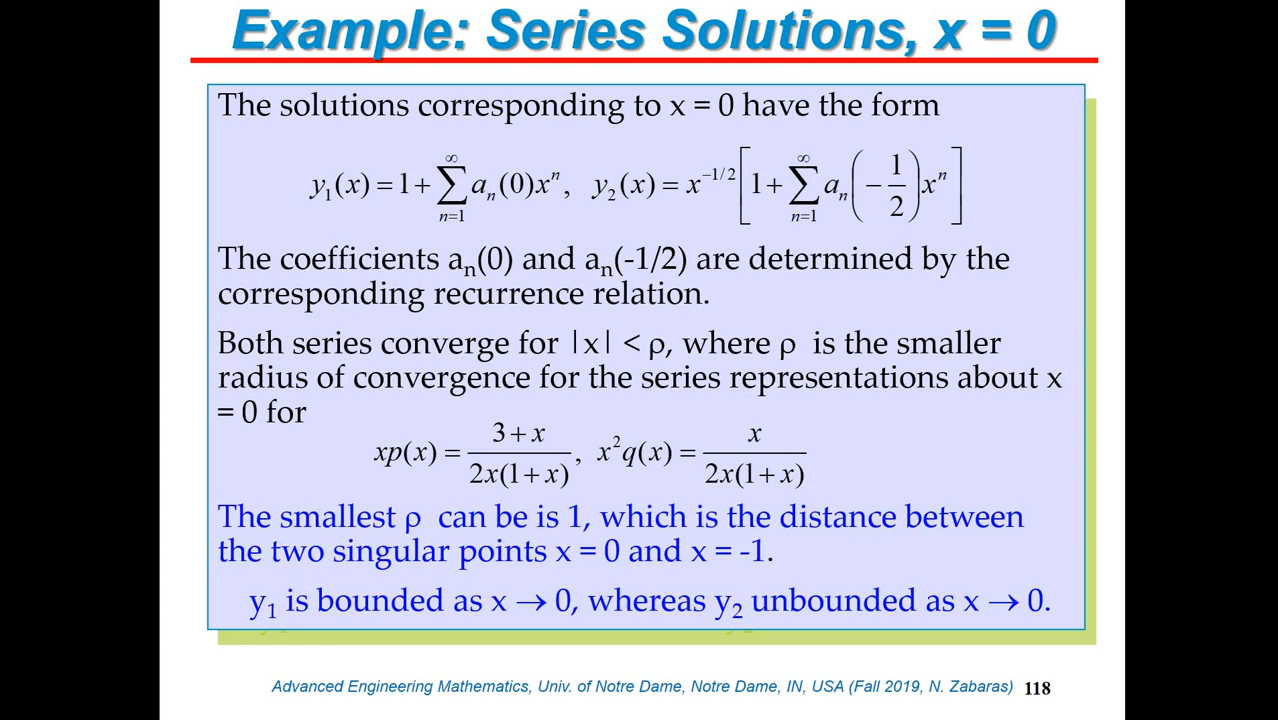 Example: Series Solutions, x = 0
The solutions corresponding to x = 0 have the form
y₁(x) = 1 + ∑_{n=1}^{∞} aₙ(0)xⁿ, y₂(x) = x^{−1/2} [1 + ∑_{n=1}^{∞} aₙ(−1/2)xⁿ]
The coefficients aₙ(0) and aₙ(-1/2) are determined by the
corresponding recurrence relation.
Both series converge for |x| < ρ, where ρ is the smaller
radius of convergence for the series representations about x
= 0 for
xp(x) = (3 + x)/(2x(1 + x)), x²q(x) = x/(2x(1 + x))
The smallest ρ can be is 1, which is the distance between
the two singular points x = 0 and x = -1.
y₁ is bounded as x → 0, whereas y₂ unbounded as x → 0.
Advanced Engineering Mathematics, Univ. of Notre Dame, Notre Dame, IN, USA (Fall 2019, N. Zabaras) 118